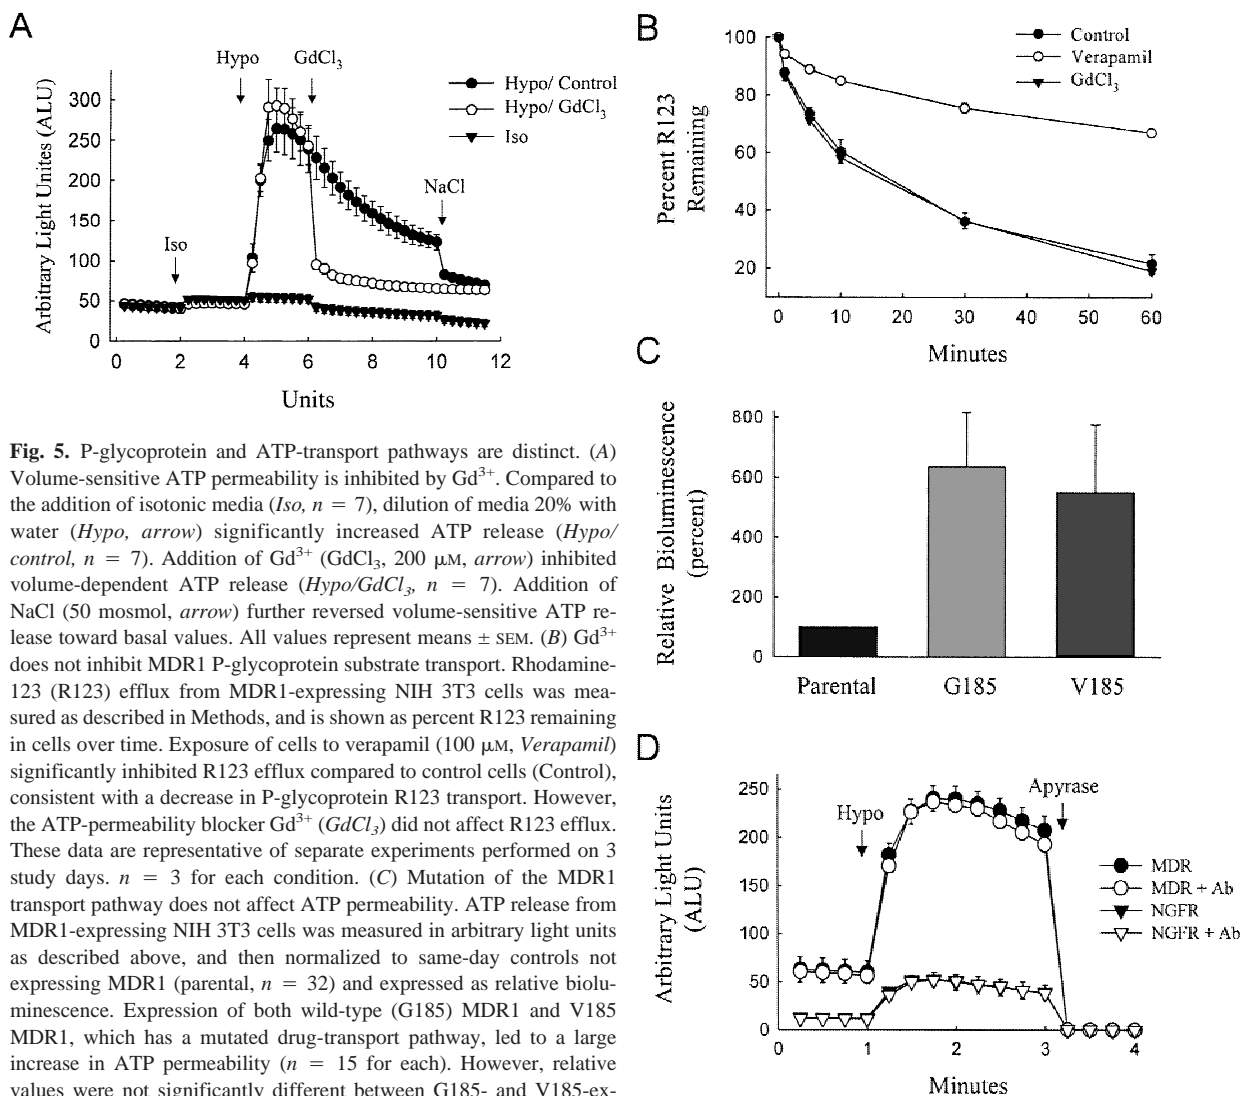 A
Hypo
GdCl3
Hypo/ Control
Hypo/ GdCl3
Iso
NaCl
Iso
Arbitrary Light Unites (ALU)
300
250
200
150
100
50
0
0
2
4
6
8
10
12
Units
B
Control
Verapamil
GdCl3
Percent R123
Remaining
100
80
60
40
20
0
10
20
30
40
50
60
Minutes
C
Relative Bioluminescence
(percent)
800
600
400
200
0
Parental
G185
V185
D
Hypo
Apyrase
MDR
MDR + Ab
NGFR
NGFR + Ab
Arbitrary Light Units
(ALU)
250
200
150
100
50
0
0
1
2
3
4
Minutes
Fig. 5. P-glycoprotein and ATP-transport pathways are distinct. (A)
Volume-sensitive ATP permeability is inhibited by Gd3+. Compared to
the addition of isotonic media (Iso, n = 7), dilution of media 20% with
water (Hypo, arrow) significantly increased ATP release (Hypo/
control, n = 7). Addition of Gd3+ (GdCl3, 200 μM, arrow) inhibited
volume-dependent ATP release (Hypo/GdCl3, n = 7). Addition of
NaCl (50 mosmol, arrow) further reversed volume-sensitive ATP re-
lease toward basal values. All values represent means ± SEM. (B) Gd3+
does not inhibit MDR1 P-glycoprotein substrate transport. Rhodamine-
123 (R123) efflux from MDR1-expressing NIH 3T3 cells was mea-
sured as described in Methods, and is shown as percent R123 remaining
in cells over time. Exposure of cells to verapamil (100 μM, Verapamil)
significantly inhibited R123 efflux compared to control cells (Control),
consistent with a decrease in P-glycoprotein R123 transport. However,
the ATP-permeability blocker Gd3+ (GdCl3) did not affect R123 efflux.
These data are representative of separate experiments performed on 3
study days. n = 3 for each condition. (C) Mutation of the MDR1
transport pathway does not affect ATP permeability. ATP release from
MDR1-expressing NIH 3T3 cells was measured in arbitrary light units
as described above, and then normalized to same-day controls not
expressing MDR1 (parental, n = 32) and expressed as relative biolu-
minescence. Expression of both wild-type (G185) MDR1 and V185
MDR1, which has a mutated drug-transport pathway, led to a large
increase in ATP permeability (n = 15 for each). However, relative
values were not significantly different between G185- and V185-ex-